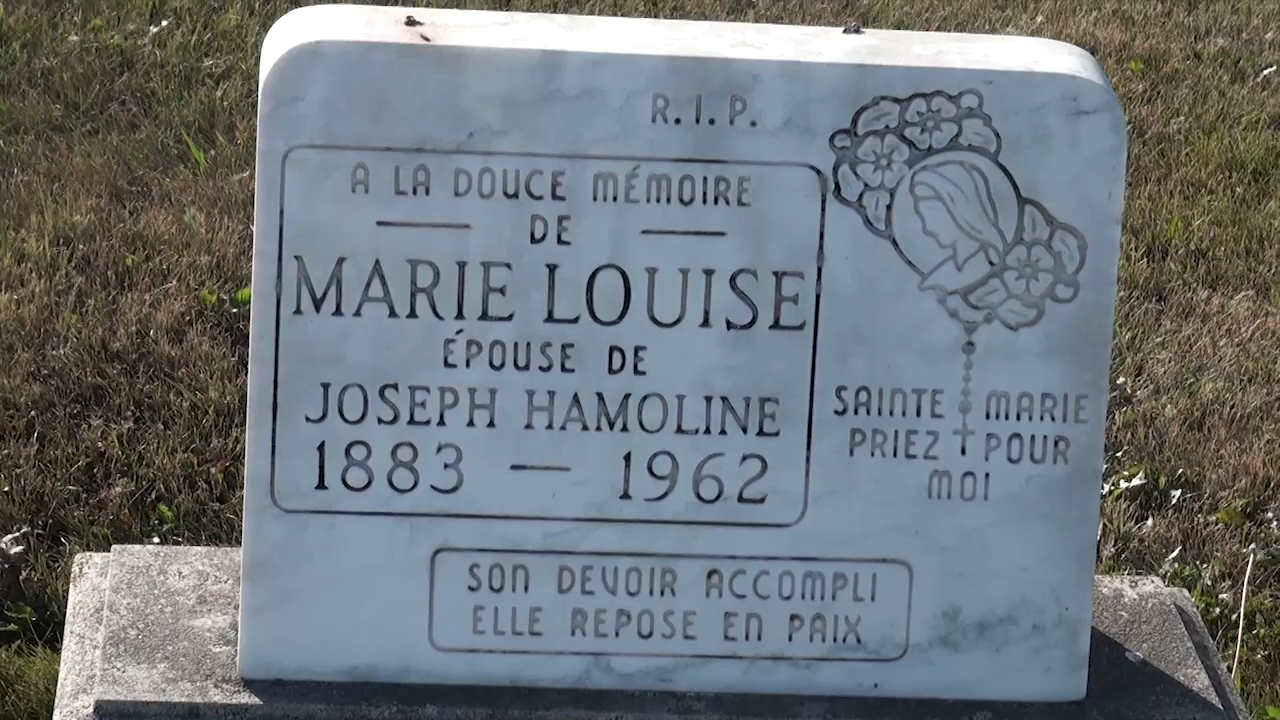 R.I.P.
A LA DOUCE MÉMOIRE
DE
MARIE LOUISE
ÉPOUSE DE
JOSEPH HAMOLINE
1883 — 1962
SAINTE MARIE
PRIEZ POUR
MOI
SON DEVOIR ACCOMPLI
ELLE REPOSE EN PAIX